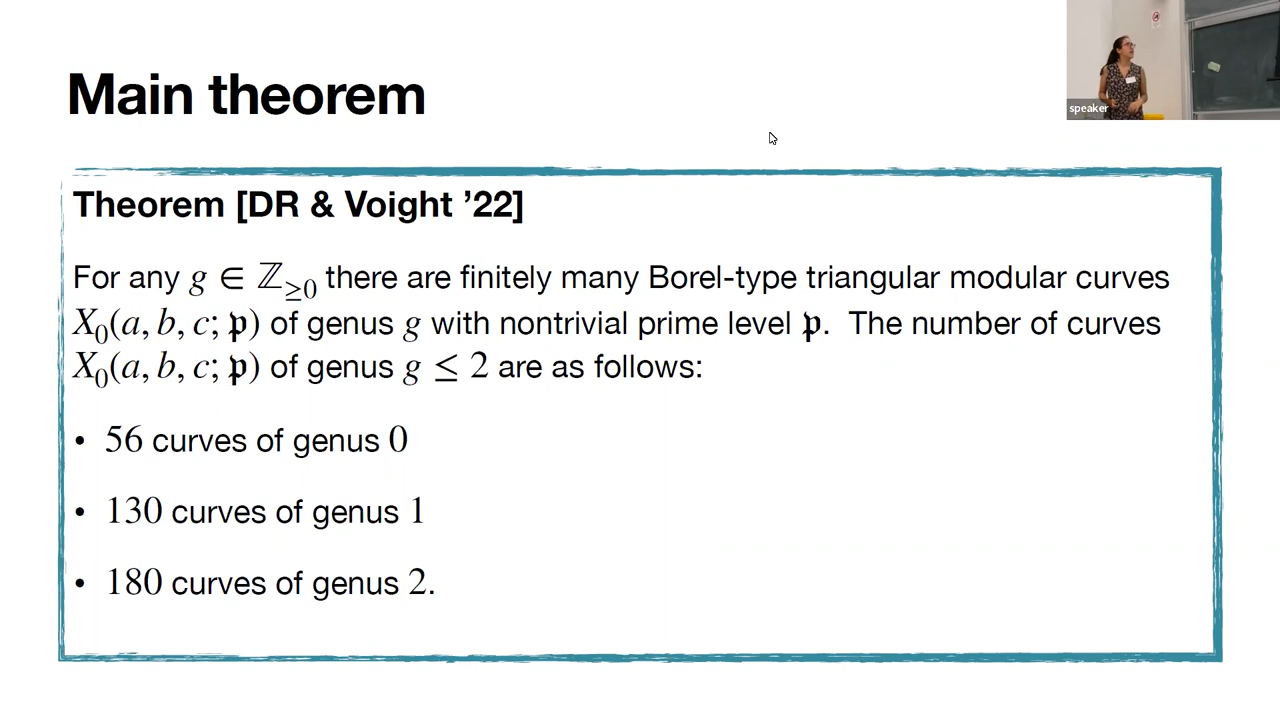 speaker
Main theorem
Theorem [DR & Voight ’22]
For any g ∈ ℤ≥0 there are finitely many Borel-type triangular modular curves
X₀(a, b, c; 𝔭) of genus g with nontrivial prime level 𝔭. The number of curves
X₀(a, b, c; 𝔭) of genus g ≤ 2 are as follows:
• 56 curves of genus 0
• 130 curves of genus 1
• 180 curves of genus 2.